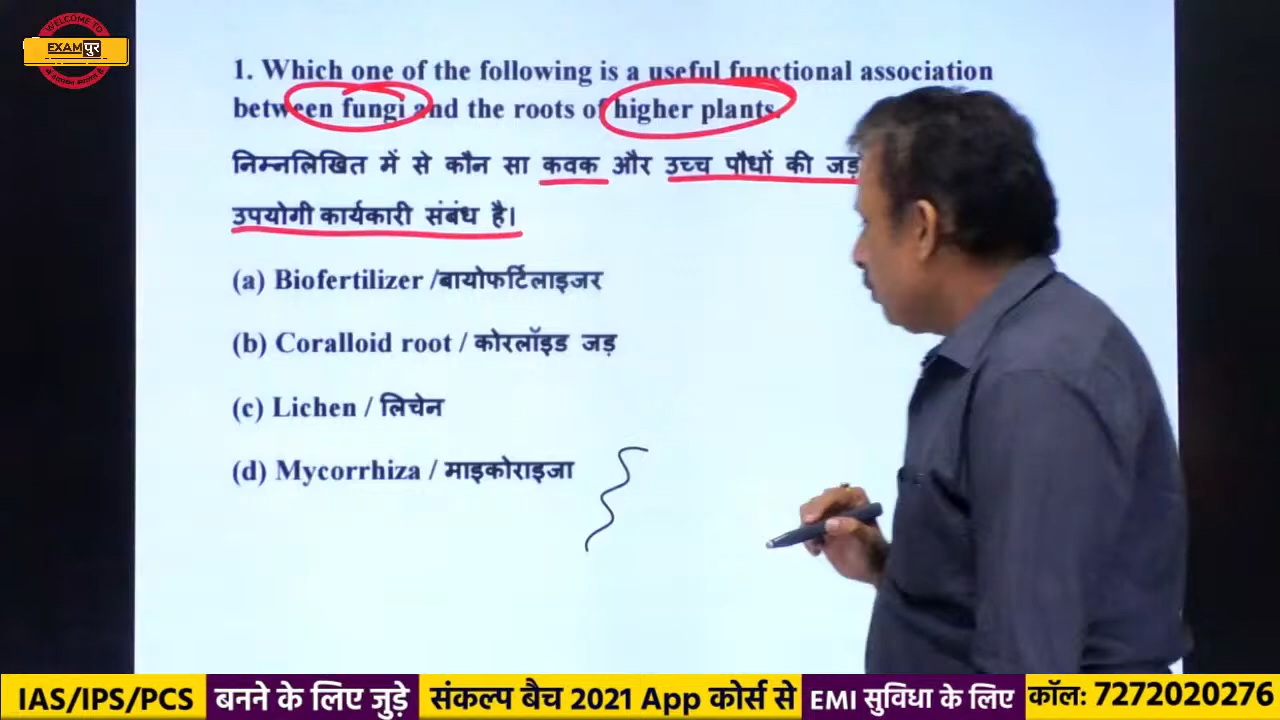 WELCOME TO
EXAMपुर
1. Which one of the following is a useful functional association
between fungi and the roots of higher plants.
निम्नलिखित में से कौन सा कवक और उच्च पौधों की जड़
उपयोगी कार्यकारी संबंध है।
(a) Biofertilizer /बायोफर्टिलाइजर
(b) Coralloid root / कोरलॉइड जड़
(c) Lichen / लिचेन
(d) Mycorrhiza / माइकोराइजा
IAS/IPS/PCS बनने के लिए जुड़े संकल्प बैच 2021 App कोर्स से EMI सुविधा के लिए कॉल: 7272020276